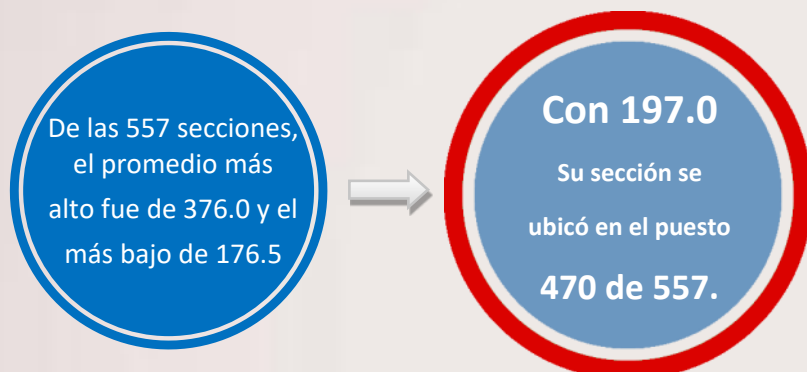 De las 557 secciones,
el promedio más
alto fue de 376.0 y el
más bajo de 176.5
Con 197.0
Su sección se
ubicó en el puesto
470 de 557.